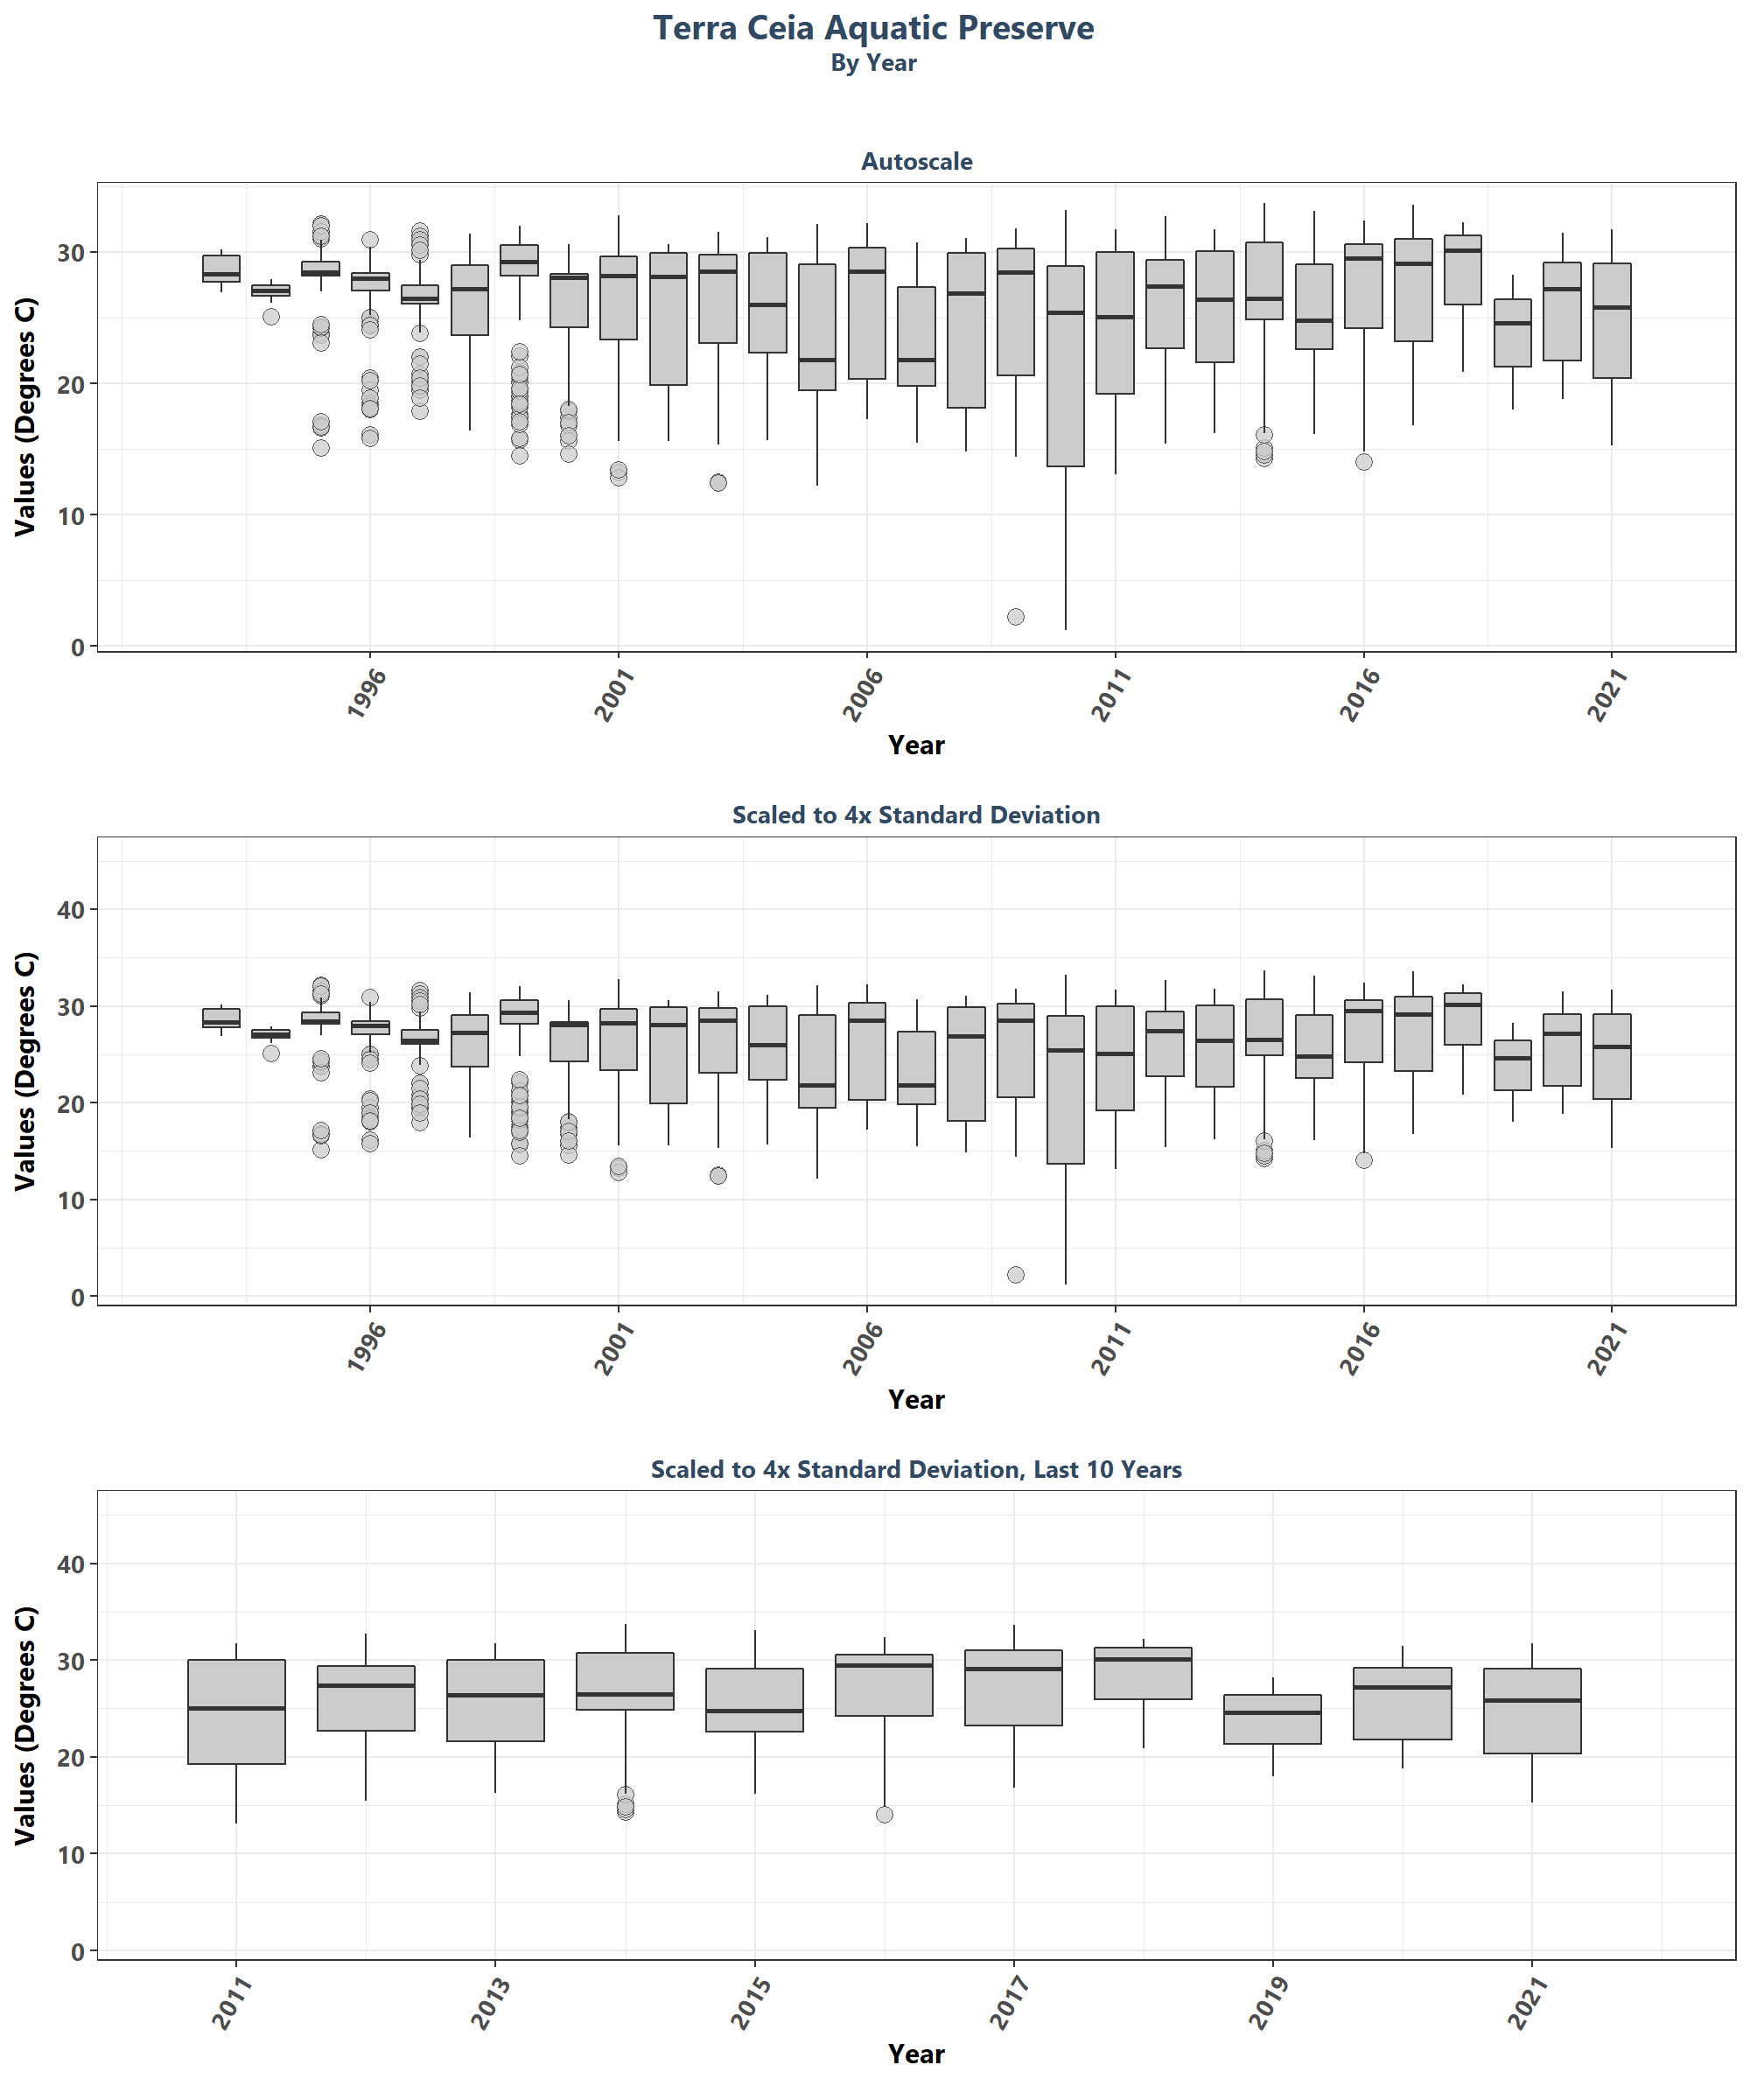 Terra Ceia Aquatic Preserve
By Year
Autoscale
Values (Degrees C)
30
20
10
0
1996
2001
2006
2011
2016
2021
Year
Scaled to 4x Standard Deviation
Values (Degrees C)
40
30
20
10
0
1996
2001
2006
2011
2016
2021
Year
Scaled to 4x Standard Deviation, Last 10 Years
Values (Degrees C)
40
30
20
10
0
2011
2013
2015
2017
2019
2021
Year